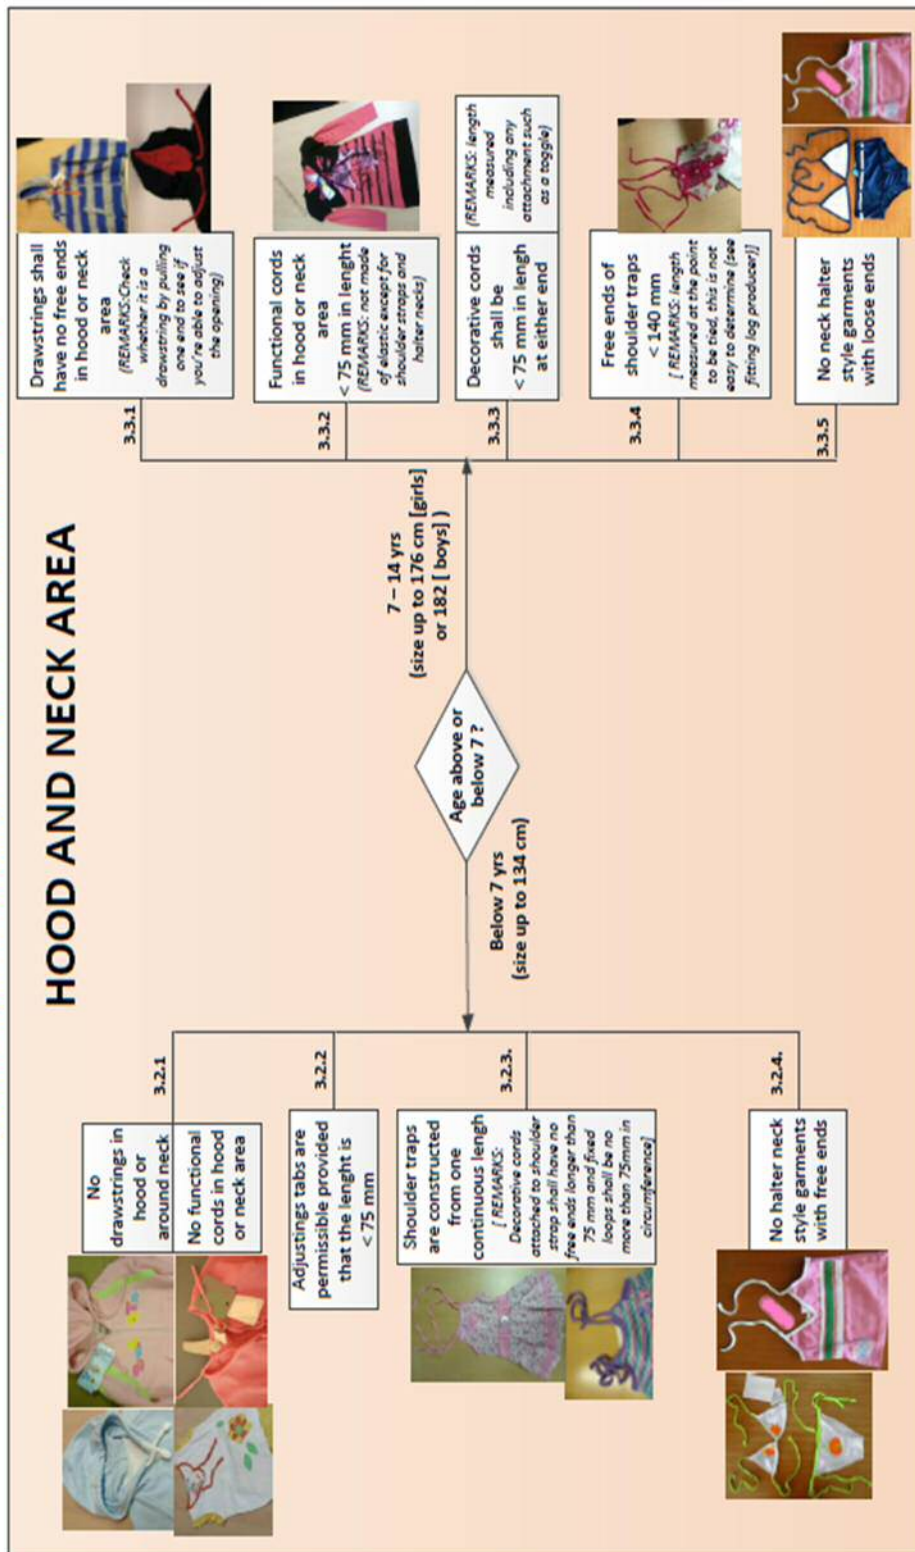 HOOD AND NECK AREA
Age above or
below 7 ?
Below 7 yrs
(size up to 134 cm)
7 – 14 yrs
(size up to 176 cm [girls]
or 182 [ boys] )
3.2.1
No
drawstrings in
hood or
around neck
No functional
cords in hood
or neck area
3.2.2
Adjustings tabs are
permissible provided
that the lenght is
< 75 mm
3.2.3.
Shoulder traps
are constructed
from one
continuous lengh
[ REMARKS:
Decorative cords
attached to shoulder
strap shall have no
free ends longer than
75 mm and fixed
loops shall be no
more than 75mm in
circumference]
3.2.4.
No halter neck
style garments
with free ends
3.3.1
Drawstrings shall
have no free ends
in hood or neck
area
(REMARKS:Check
whether it is a
drawstring by pulling
one end to see if
you're able to adjust
the opening)
3.3.2
Functional cords
in hood or neck
area
< 75 mm in lenght
(REMARKS: not made
of elastic except for
shoulder straps and
halter necks)
3.3.3
Decorative cords
shall be
< 75 mm in lengh
at either end
(REMARKS: length
measured
including any
attachment such
as a toggle)
3.3.4
Free ends of
shoulder traps
< 140 mm
[ REMARKS: length
measured at the point
to be tied, this is not
easy to determine (see
fitting log producer)]
3.3.5
No neck halter
style garments
with loose ends